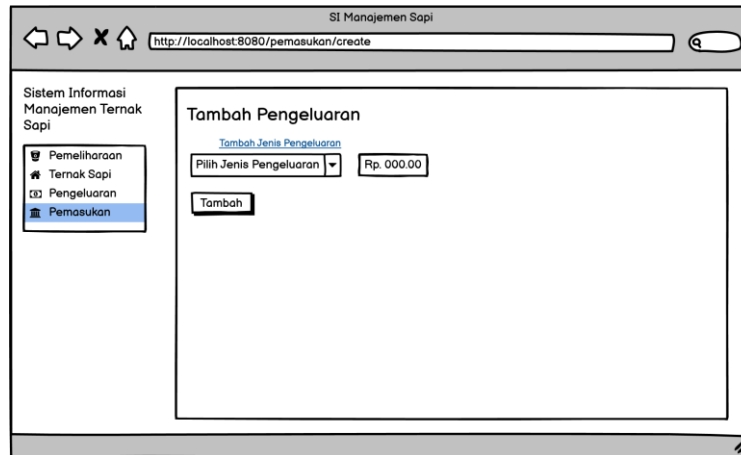 SI Manajemen Sapi
http://localhost:8080/pemasukan/create
Sistem Informasi
Manajemen Ternak
Sapi
Pemeliharaan
Ternak Sapi
Pengeluaran
Pemasukan
Tambah Pengeluaran
Tambah Jenis Pengeluaran
Pilih Jenis Pengeluaran
Rp. 000.00
Tambah